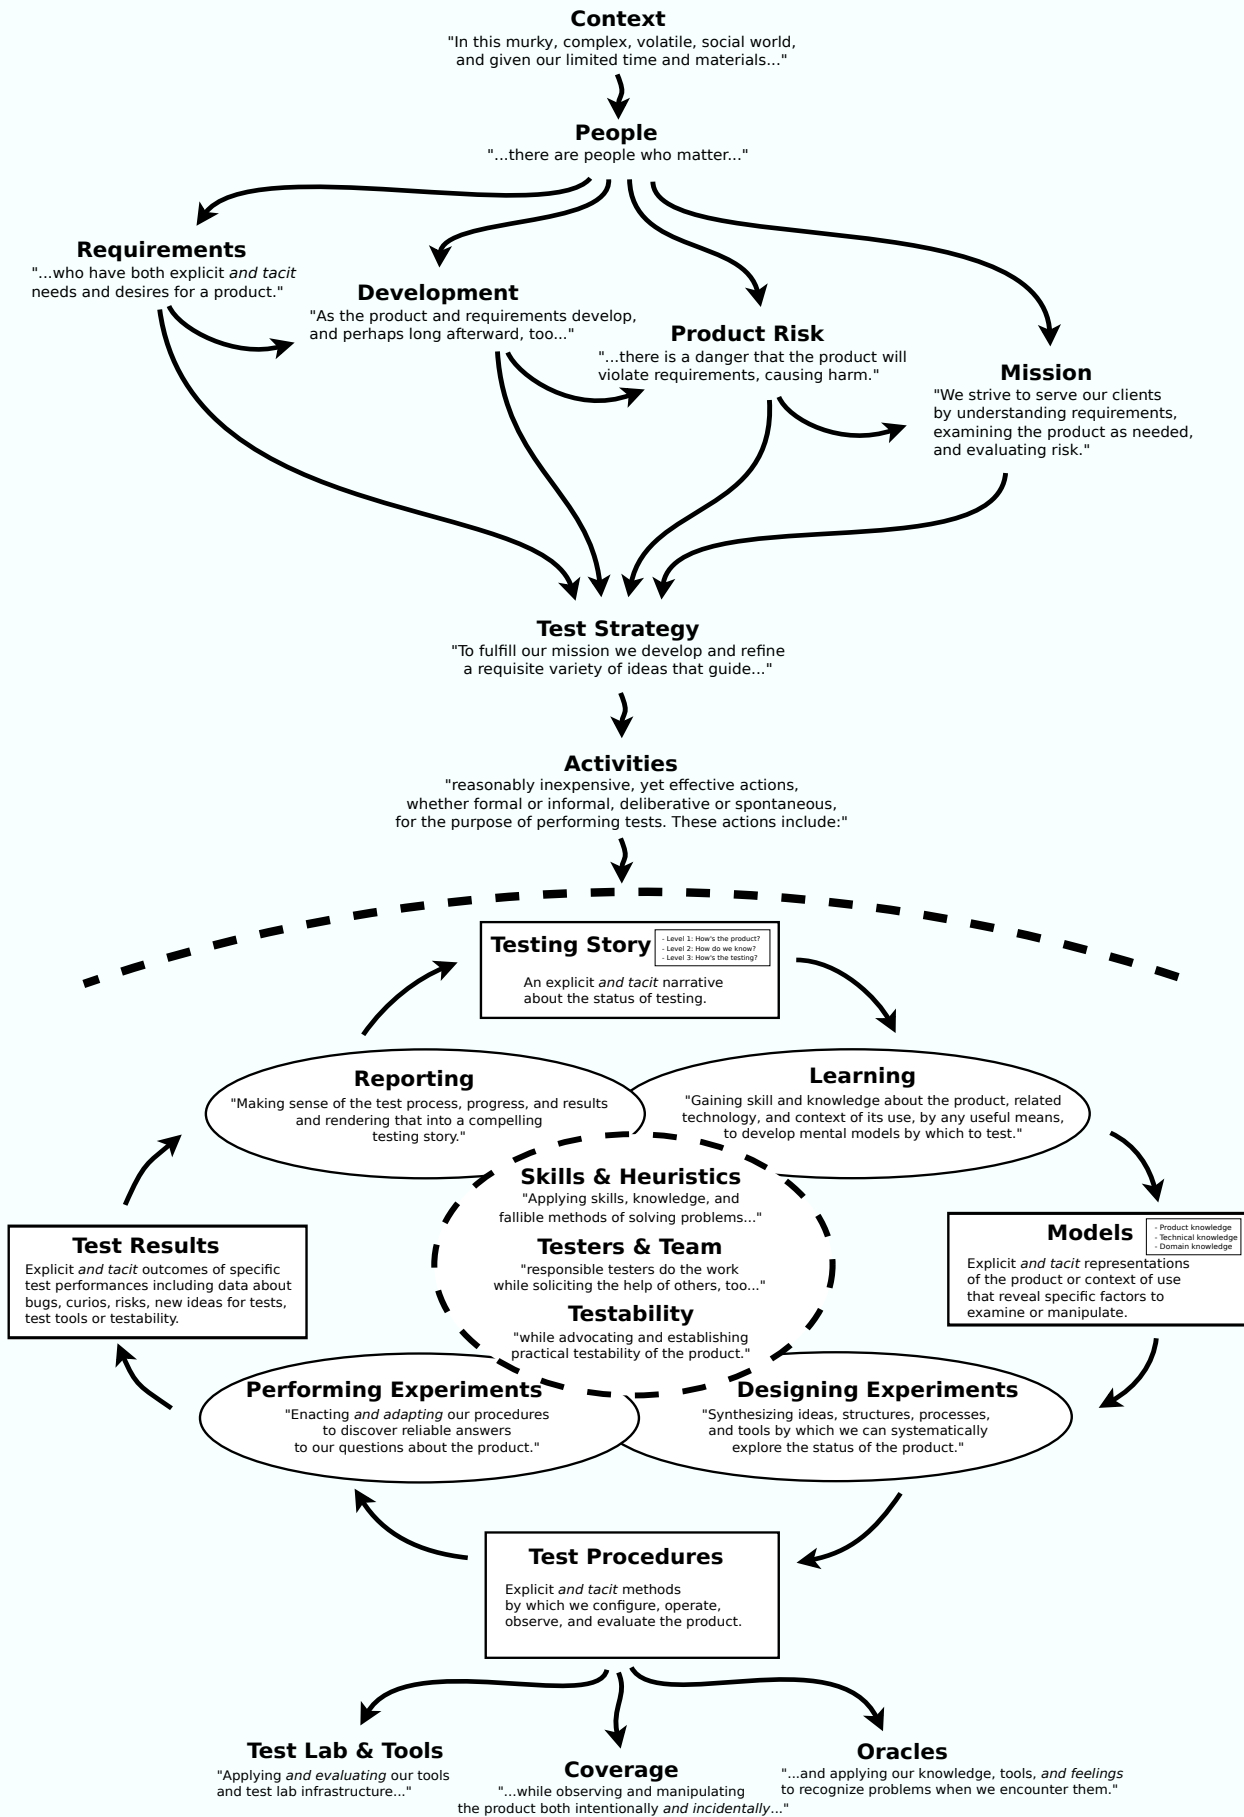 Context
"In this murky, complex, volatile, social world,
and given our limited time and materials..."
People
"...there are people who matter..."
Requirements
"...who have both explicit and tacit
needs and desires for a product."
Development
"As the product and requirements develop,
and perhaps long afterward, too..."
Product Risk
"...there is a danger that the product will
violate requirements, causing harm."
Mission
"We strive to serve our clients
by understanding requirements,
examining the product as needed,
and evaluating risk."
Test Strategy
"To fulfill our mission we develop and refine
a requisite variety of ideas that guide..."
Activities
"reasonably inexpensive, yet effective actions,
whether formal or informal, deliberative or spontaneous,
for the purpose of performing tests. These actions include:"
Testing Story
- Level 1: How's the product?
- Level 2: How do we know?
- Level 3: How's the testing?
An explicit and tacit narrative
about the status of testing.
Reporting
"Making sense of the test process, progress, and results
and rendering that into a compelling
testing story."
Learning
"Gaining skill and knowledge about the product, related
technology, and context of its use, by any useful means,
to develop mental models by which to test."
Skills & Heuristics
"Applying skills, knowledge, and
fallible methods of solving problems..."
Testers & Team
"responsible testers do the work
while soliciting the help of others, too..."
Testability
"while advocating and establishing
practical testability of the product."
Test Results
Explicit and tacit outcomes of specific
test performances including data about
bugs, curios, risks, new ideas for tests,
test tools or testability.
Models
- Product knowledge
- Technical knowledge
- Domain knowledge
Explicit and tacit representations
of the product or context of use
that reveal specific factors to
examine or manipulate.
Performing Experiments
"Enacting and adapting our procedures
to discover reliable answers
to our questions about the product."
Designing Experiments
"Synthesizing ideas, structures, processes,
and tools by which we can systematically
explore the status of the product."
Test Procedures
Explicit and tacit methods
by which we configure, operate,
observe, and evaluate the product.
Test Lab & Tools
"Applying and evaluating our tools
and test lab infrastructure..."
Coverage
"...while observing and manipulating
the product both intentionally and incidentally..."
Oracles
"...and applying our knowledge, tools, and feelings
to recognize problems when we encounter them."